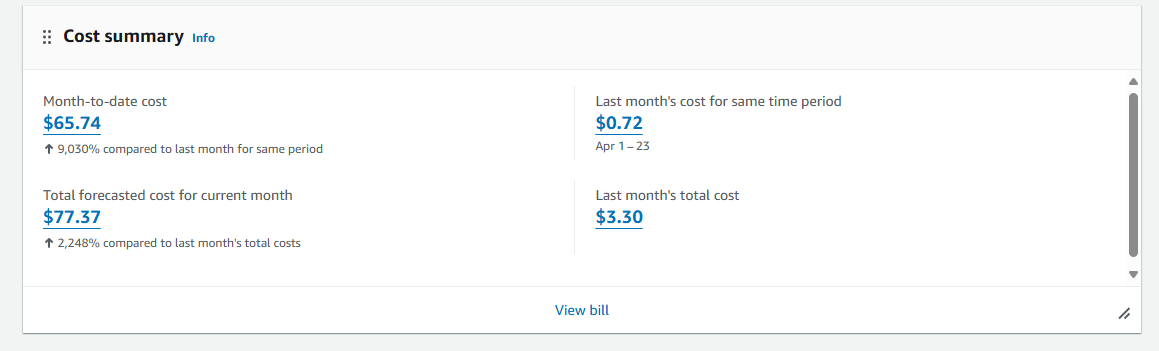 Cost summary Info
Month-to-date cost
$65.74
↑ 9,030% compared to last month for same period
Last month's cost for same time period
$0.72
Apr 1 – 23
Total forecasted cost for current month
$77.37
↑ 2,248% compared to last month's total costs
Last month's total cost
$3.30
View bill